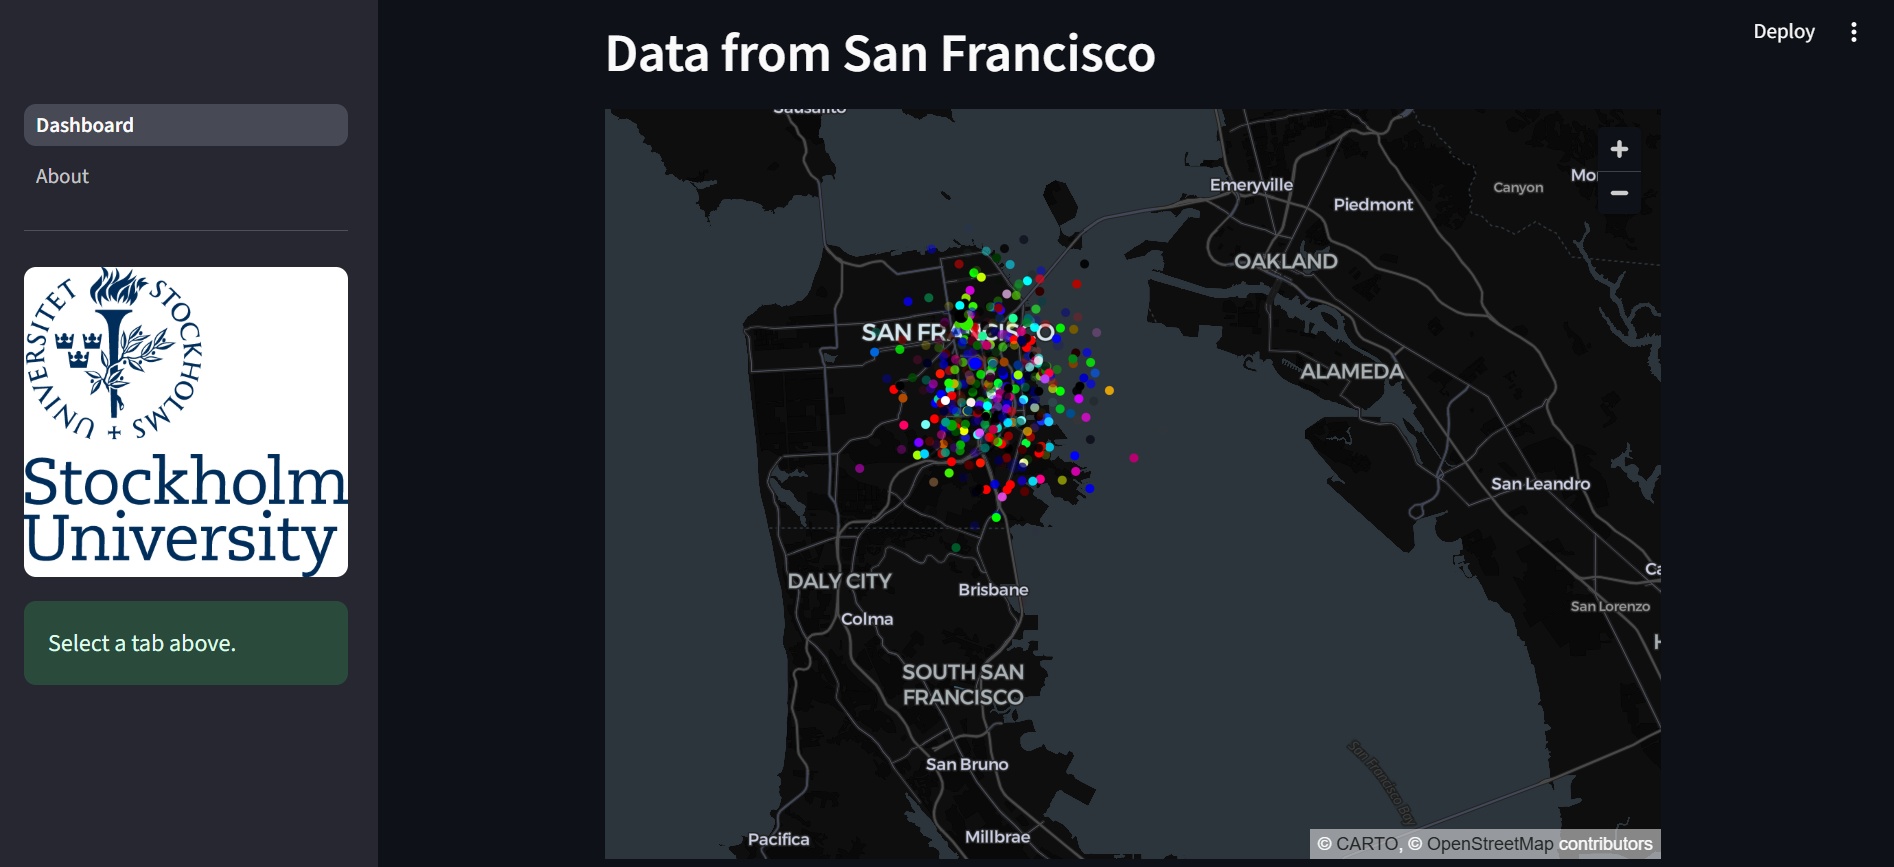 Deploy
Data from San Francisco
Dashboard
About
STOCKHOLMS UNIVERSITET
Stockholm
University
Select a tab above.
Sausalito
Emeryville
Piedmont
Canyon
OAKLAND
SAN FRANCISCO
ALAMEDA
San Leandro
DALY CITY
Brisbane
San Lorenzo
Colma
SOUTH SAN
FRANCISCO
San Bruno
San Francisco Bay
Pacifica
Millbrae
© CARTO, © OpenStreetMap contributors